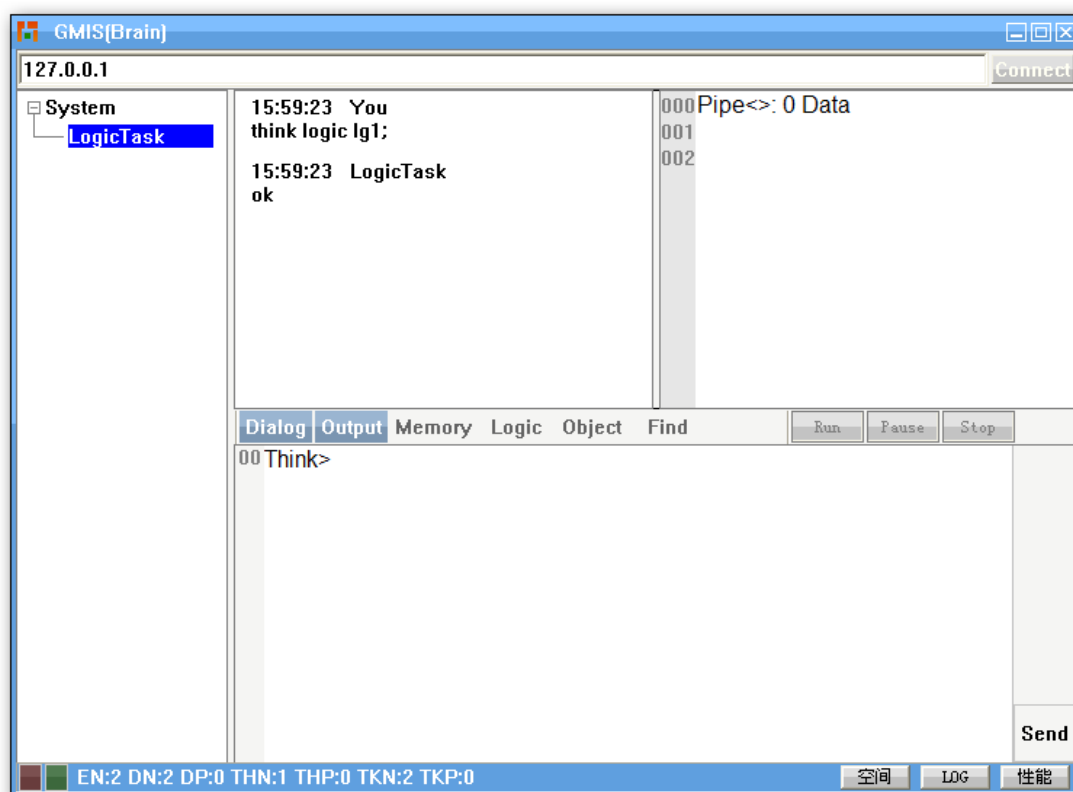 GMIS(Brain)
127.0.0.1
Connect
System
LogicTask
15:59:23 You
think logic lg1;
15:59:23 LogicTask
ok
000 Pipe<>: 0 Data
001
002
Dialog Output Memory Logic Object Find
Run Pause Stop
00 Think>
Send
EN:2 DN:2 DP:0 THN:1 THP:0 TKN:2 TKP:0
空间 LOG 性能